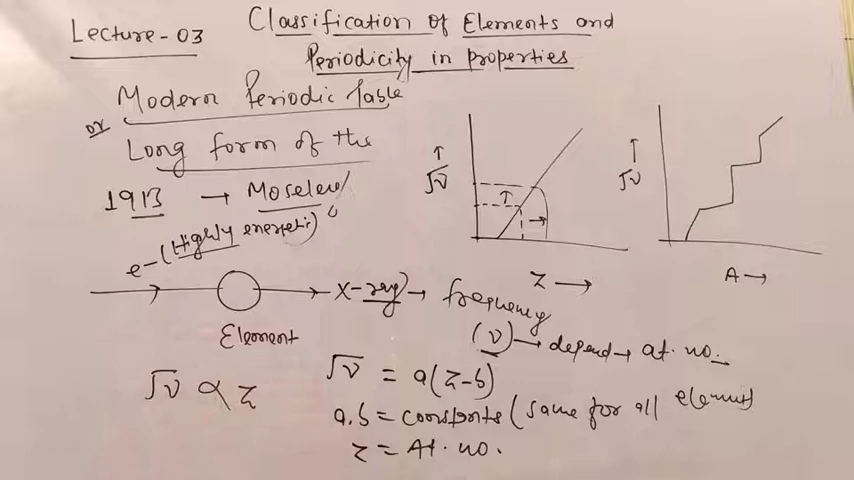 Lecture-03
Classification of Elements and
Periodicity in properties
Modern Periodic Table
or
Long form of the
1913 → Moseley
e-(Highly energetic)
√ν ↑
Z →
√ν ↑
A →
X-ray → frequency
Element
(ν) → depend → at. no.
√ν ∝ Z
√ν = a(Z-b)
a,b = constants (same for all element)
Z = At. no.